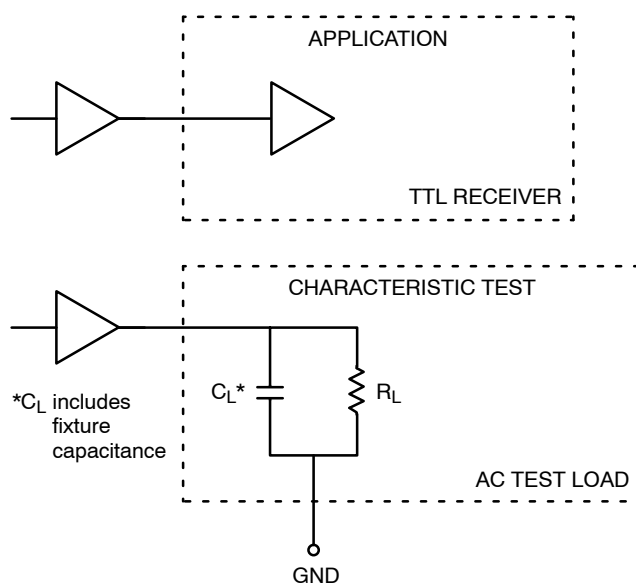 APPLICATION
TTL RECEIVER
CHARACTERISTIC TEST
*CL includes
fixture
capacitance
CL*
RL
AC TEST LOAD
GND